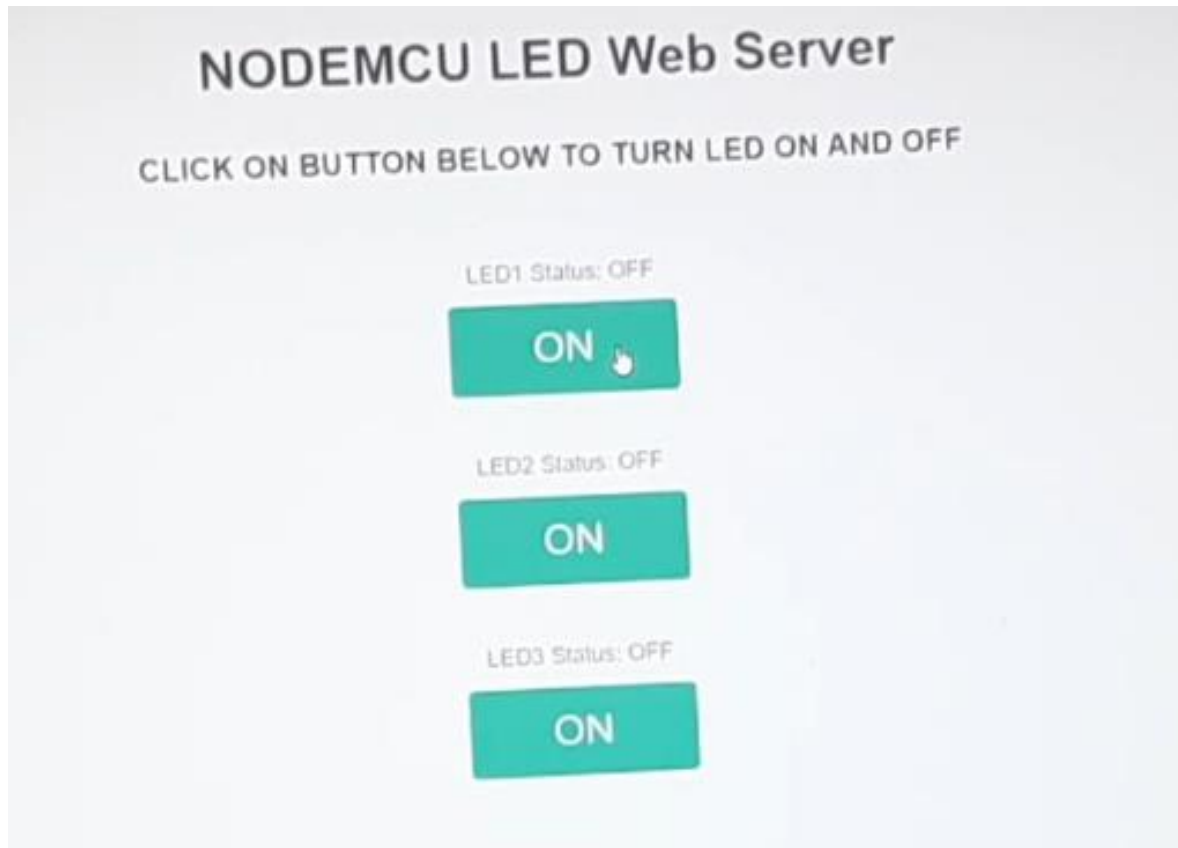 NODEMCU LED Web Server
CLICK ON BUTTON BELOW TO TURN LED ON AND OFF
LED1 Status: OFF
ON
LED2 Status: OFF
ON
LED3 Status: OFF
ON